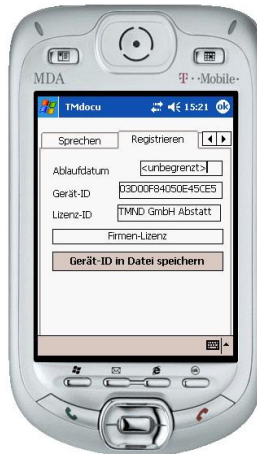 MDA
T··Mobile·
TMdocu 15:21 ok
Sprechen Registrieren
Ablaufdatum <unbegrenzt>
Gerät-ID 03D00F84050E45CE5
Lizenz-ID TMND GmbH Abstatt
Firmen-Lizenz
Gerät-ID in Datei speichern